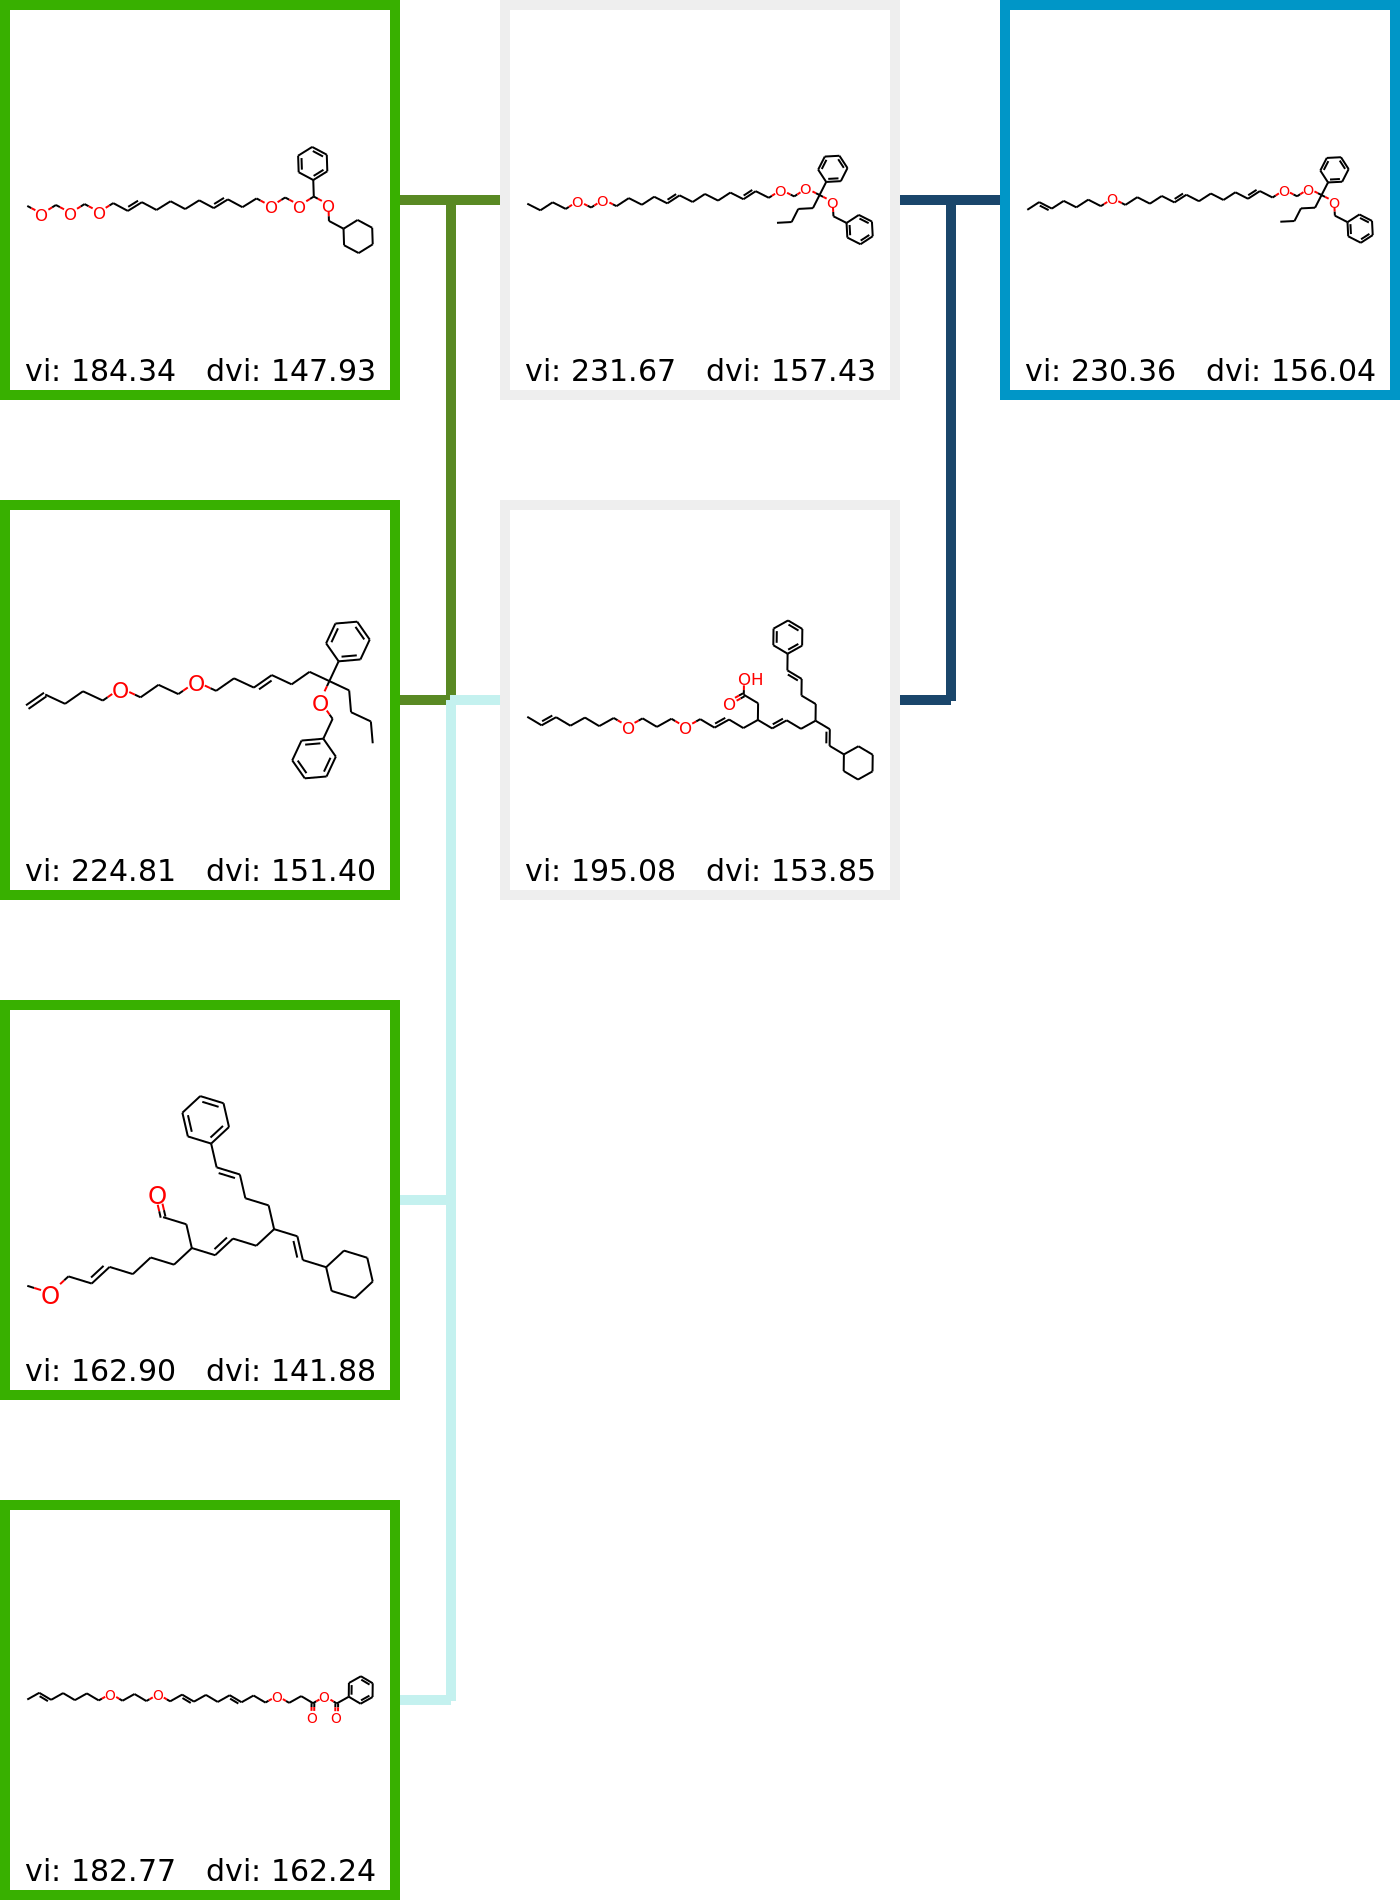 O O O O O O
vi: 184.34 dvi: 147.93
O O O O O
vi: 231.67 dvi: 157.43
O O O O
vi: 230.36 dvi: 156.04
O O O
vi: 224.81 dvi: 151.40
OH
O
O O
vi: 195.08 dvi: 153.85
O
O
vi: 162.90 dvi: 141.88
O O O O
O O
vi: 182.77 dvi: 162.24